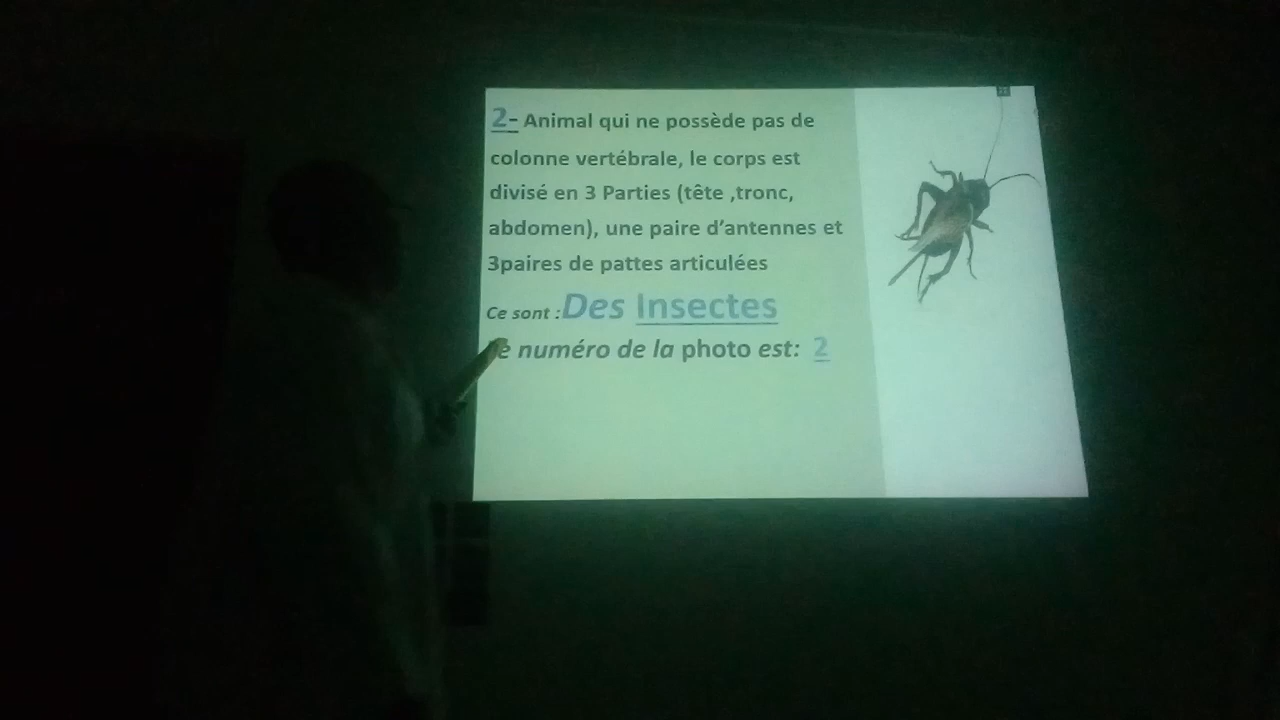 2- Animal qui ne possède pas de
colonne vertébrale, le corps est
divisé en 3 Parties (tête ,tronc,
abdomen), une paire d’antennes et
3paires de pattes articulées
Ce sont :Des Insectes
numéro de la photo est: 2